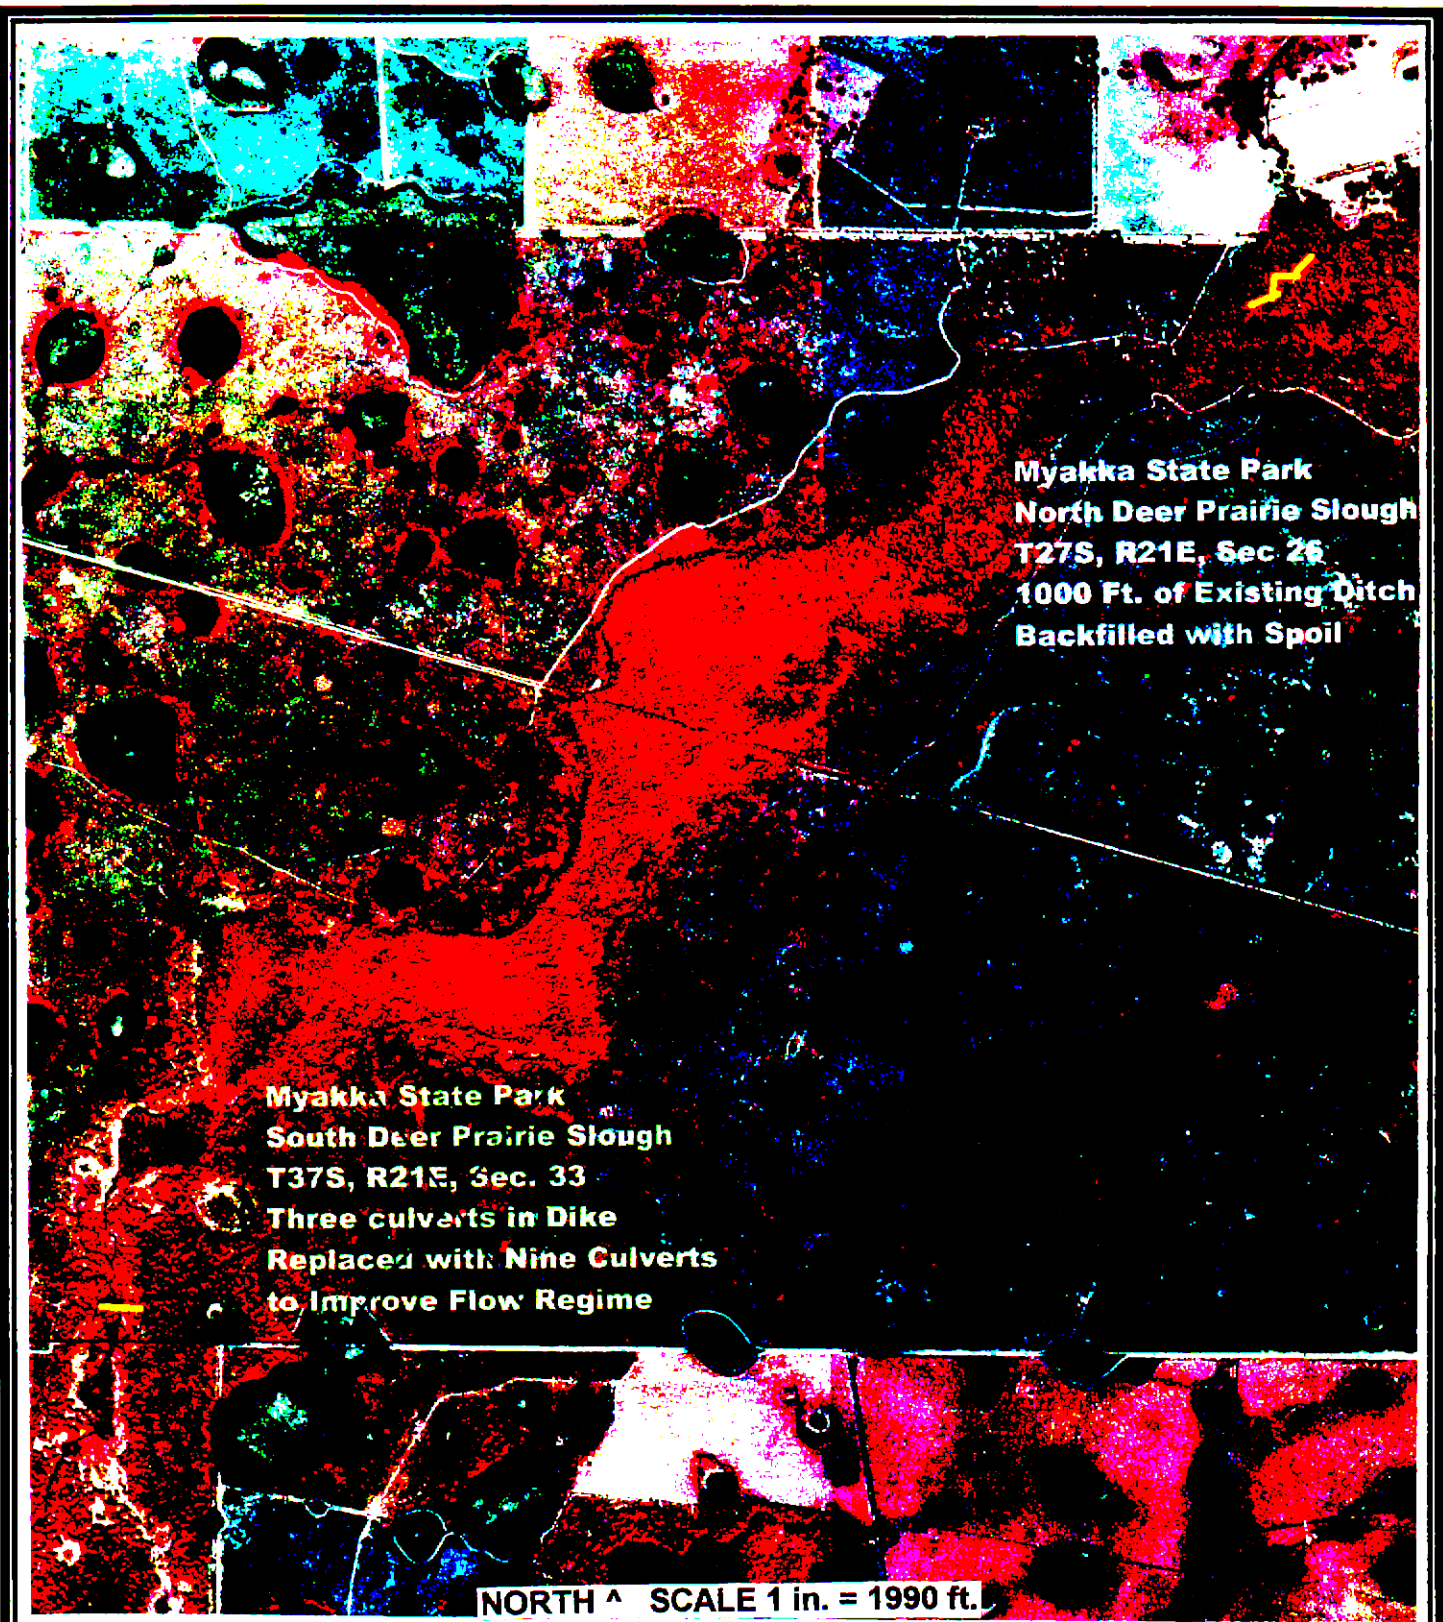 Myakka State Park
North Deer Prairie Slough
T27S, R21E, Sec 26
1000 Ft. of Existing Ditch
Backfilled with Spoil
Myakka State Park
South Deer Prairie Slough
T37S, R21E, Sec. 33
Three culverts in Dike
Replaced with Nine Culverts
to Improve Flow Regime
NORTH ^ SCALE 1 in. = 1990 ft.